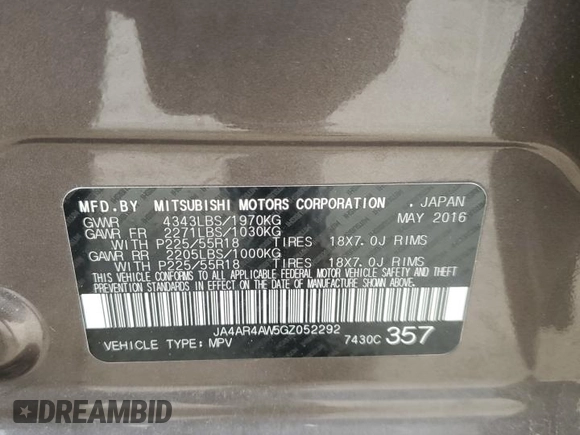 MFD.BY MITSUBISHI MOTORS CORPORATION . JAPAN
GVWR 4343LBS/1970KG MAY 2016
GAWR FR 2271LBS/1030KG
WITH P225/55R18 TIRES 18X7.0J RIMS
GAWR RR 2205LBS/1000KG
WITH P225/55R18 TIRES 18X7.0J RIMS
THIS VEHICLE CONFORMS TO ALL APPLICABLE FEDERAL MOTOR VEHICLE SAFETY AND THEFT
PREVENTION STANDARDS IN EFFECT ON THE DATE OF MANUFACTURE SHOWN ABOVE.
JA4AR4AW5GZ052292
VEHICLE TYPE: MPV 7430C 357
DREAMBID